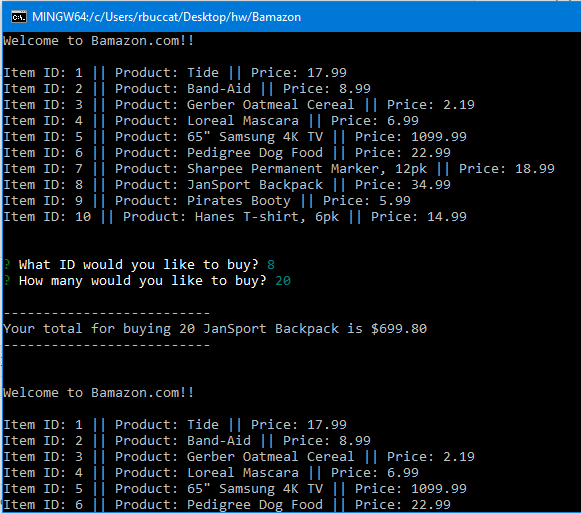 MINGW64:/c/Users/rbuccat/Desktop/hw/Bamazon
Welcome to Bamazon.com!!
Item ID: 1 || Product: Tide || Price: 17.99
Item ID: 2 || Product: Band-Aid || Price: 8.99
Item ID: 3 || Product: Gerber Oatmeal Cereal || Price: 2.19
Item ID: 4 || Product: Loreal Mascara || Price: 6.99
Item ID: 5 || Product: 65" Samsung 4K TV || Price: 1099.99
Item ID: 6 || Product: Pedigree Dog Food || Price: 22.99
Item ID: 7 || Product: Sharpee Permanent Marker, 12pk || Price: 18.99
Item ID: 8 || Product: JanSport Backpack || Price: 34.99
Item ID: 9 || Product: Pirates Booty || Price: 5.99
Item ID: 10 || Product: Hanes T-shirt, 6pk || Price: 14.99
? What ID would you like to buy? 8
? How many would you like to buy? 20
--------------------------
Your total for buying 20 JanSport Backpack is $699.80
--------------------------
Welcome to Bamazon.com!!
Item ID: 1 || Product: Tide || Price: 17.99
Item ID: 2 || Product: Band-Aid || Price: 8.99
Item ID: 3 || Product: Gerber Oatmeal Cereal || Price: 2.19
Item ID: 4 || Product: Loreal Mascara || Price: 6.99
Item ID: 5 || Product: 65" Samsung 4K TV || Price: 1099.99
Item ID: 6 || Product: Pedigree Dog Food || Price: 22.99